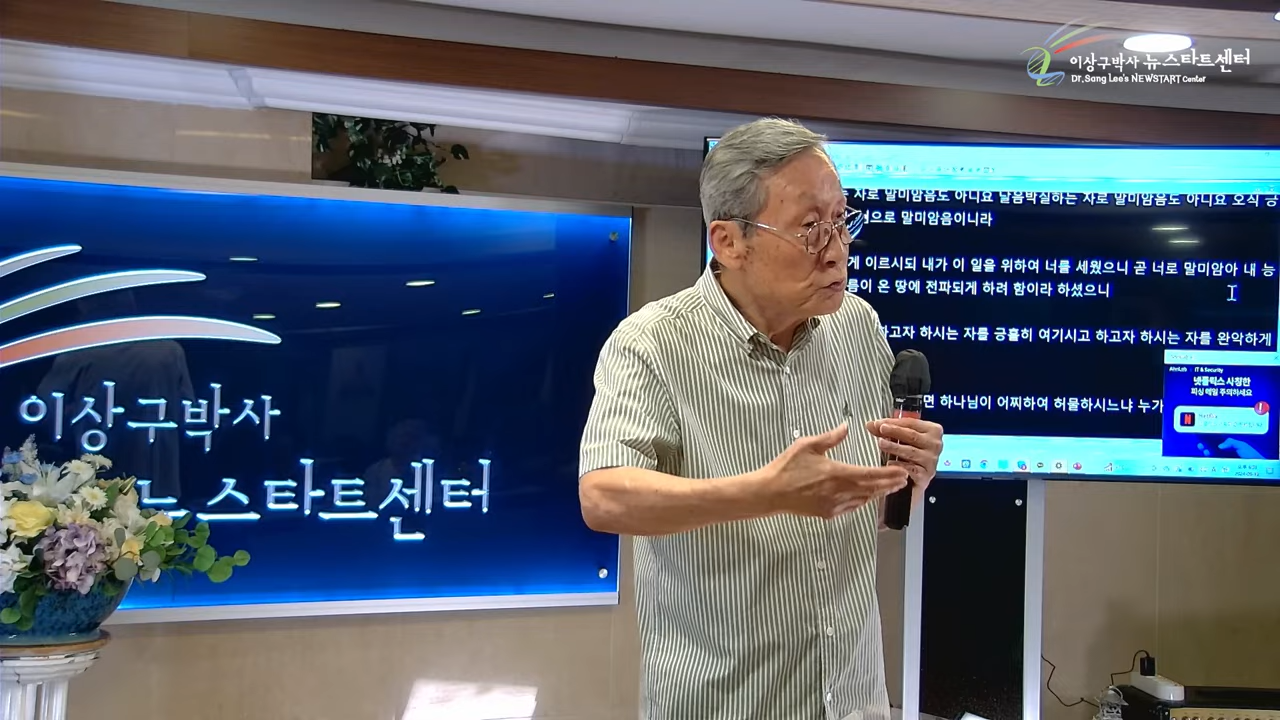 이상구박사 뉴스타트센터
Dr. Sang Lee's NEWSTART Center
이상구박사
뉴스타트센터
자로 말미암음도 아니요 달음박질하는 자로 말미암음도 아니요 오직 긍
으로 말미암음이니라
게 이르시되 내가 이 일을 위하여 너를 세웠으니 곧 너로 말미암아 내 능
름이 온 땅에 전파되게 하려 함이라 하셨으니
하고자 하시는 자를 긍휼히 여기시고 하고자 하시는 자를 완악하게
면 하나님이 어찌하여 허물하시느냐 누가
AhnLab IT & Security
넷플릭스 사칭한
피싱 메일 주의하세요
Netflix